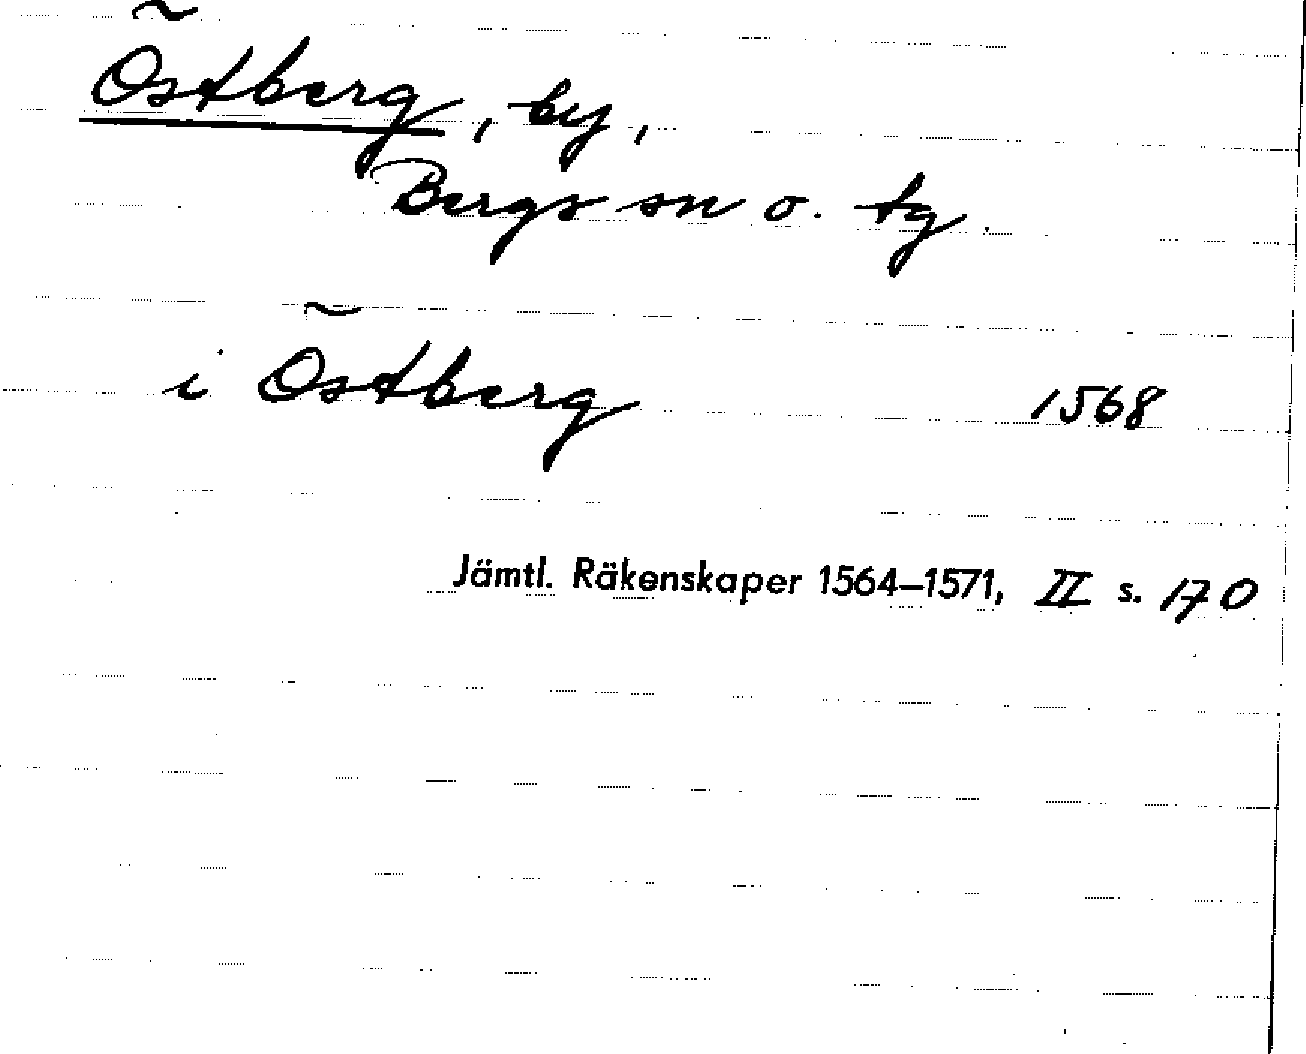 Östberg, by,
Bergs sn o. tg.
i Östberg 1568
Jämtl. Räkenskaper 1564–1571, II s. 170